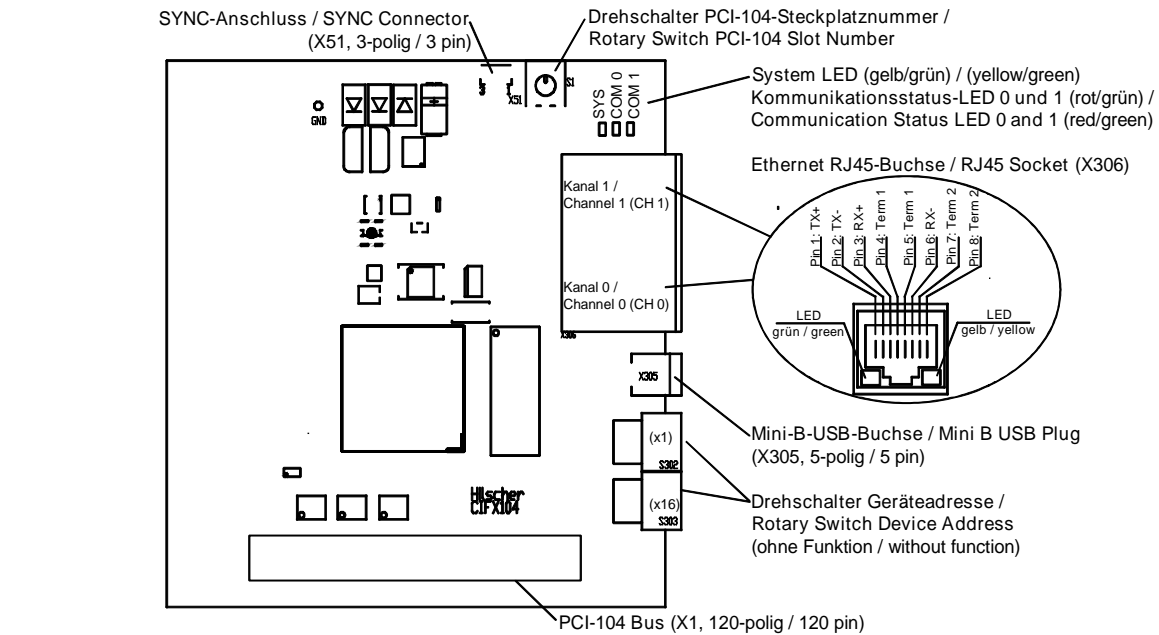 SYNC-Anschluss / SYNC Connector
(X51, 3-polig / 3 pin)
Drehschalter PCI-104-Steckplatznummer /
Rotary Switch PCI-104 Slot Number
System LED (gelb/grün) / (yellow/green)
Kommunikationsstatus-LED 0 und 1 (rot/grün) /
Communication Status LED 0 and 1 (red/green)
X51
S1
GND
SYS
COM 0
COM 1
Ethernet RJ45-Buchse / RJ45 Socket (X306)
Kanal 1 /
Channel 1 (CH 1)
Kanal 0 /
Channel 0 (CH 0)
X306
Pin 1: TX+
Pin 2: TX-
Pin 3: RX+
Pin 4: Term 1
Pin 5: Term 1
Pin 6: RX-
Pin 7: Term 2
Pin 8: Term 2
LED
grün / green
LED
gelb / yellow
X305
Mini-B-USB-Buchse / Mini B USB Plug
(X305, 5-polig / 5 pin)
(x1)
S302
(x16)
S303
Drehschalter Geräteadresse /
Rotary Switch Device Address
(ohne Funktion / without function)
Hilscher
CIFX104
PCI-104 Bus (X1, 120-polig / 120 pin)